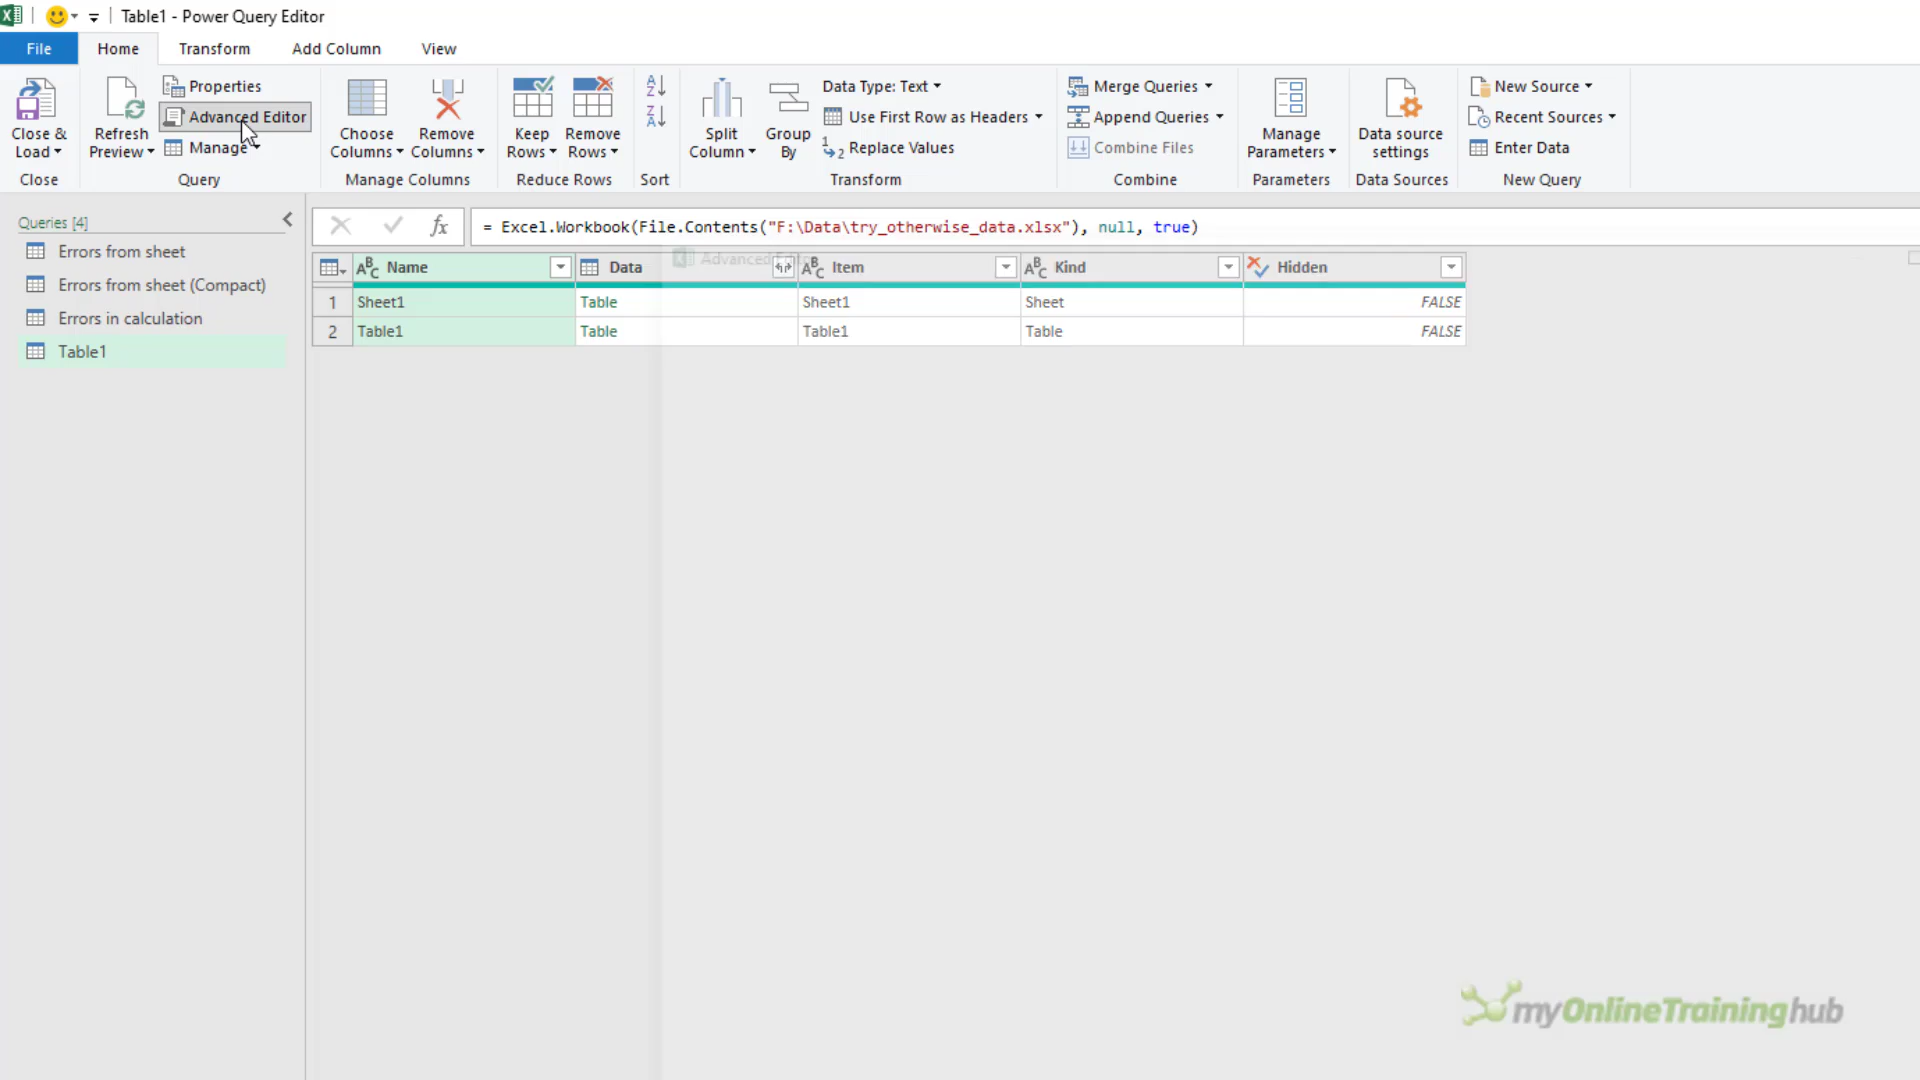 Table1 - Power Query Editor
File Home Transform Add Column View
Close & Load
Refresh Preview
Properties
Advanced Editor
Manage
Choose Columns
Remove Columns
Keep Rows
Remove Rows
Split Column
Group By
Data Type: Text
Use First Row as Headers
Replace Values
Merge Queries
Append Queries
Combine Files
Manage Parameters
Data source settings
New Source
Recent Sources
Enter Data
Close Query Manage Columns Reduce Rows Sort Transform Combine Parameters Data Sources New Query
Queries [4]
Errors from sheet
Errors from sheet (Compact)
Errors in calculation
Table1
fx = Excel.Workbook(File.Contents("F:\Data\try_otherwise_data.xlsx"), null, true)
Advanced Editor
Name Data Item Kind Hidden
1 Sheet1 Table Sheet1 Sheet FALSE
2 Table1 Table Table1 Table FALSE
myOnlineTraininghub